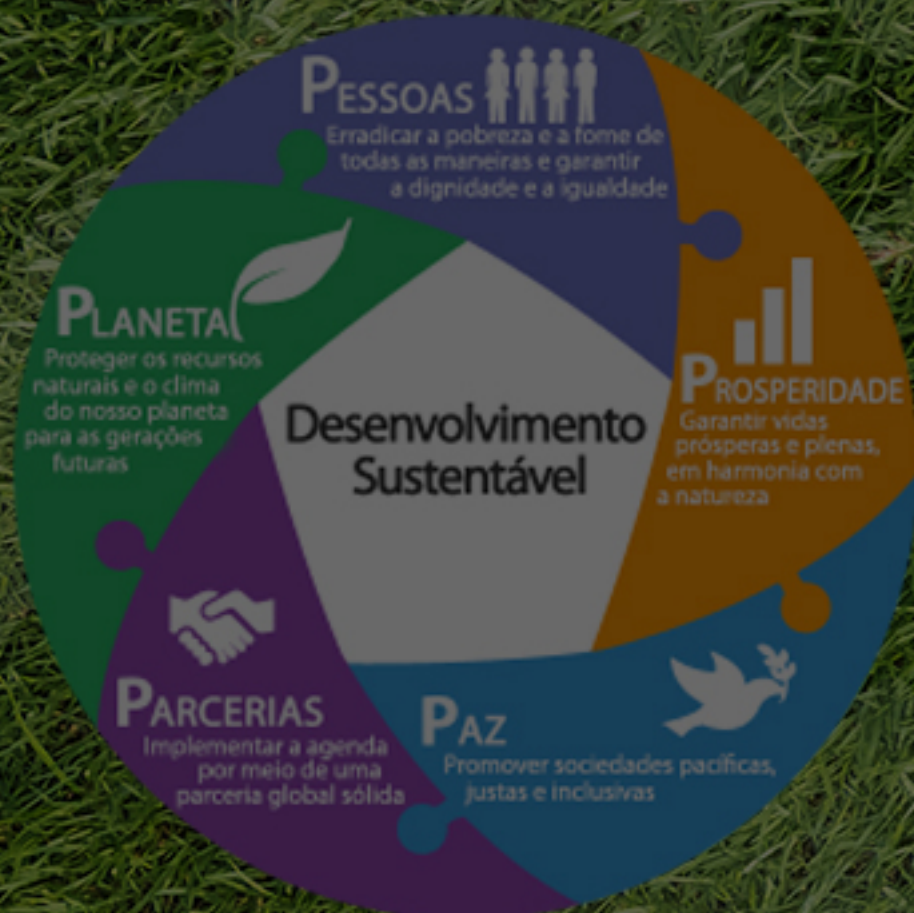 PESSOAS
Erradicar a pobreza e a fome de
todas as maneiras e garantir
a dignidade e a igualdade
PLANETA
Proteger os recursos
naturais e o clima
do nosso planeta
para as gerações
futuras
PROSPERIDADE
Garantir vidas
prósperas e plenas,
em harmonia com
a natureza
Desenvolvimento
Sustentável
PARCERIAS
Implementar a agenda
por meio de uma
parceria global sólida
PAZ
Promover sociedades pacíficas,
justas e inclusivas